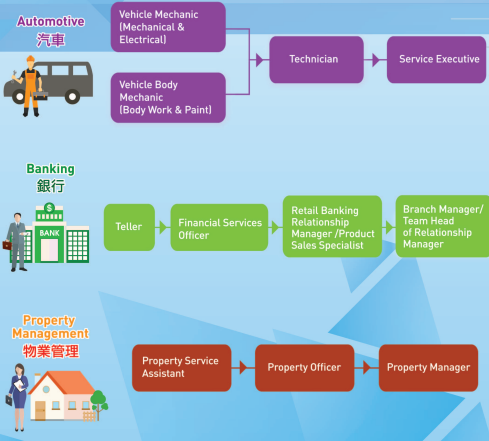 Automotive
汽車
Vehicle Mechanic
(Mechanical &
Electrical)
Vehicle Body
Mechanic
(Body Work & Paint)
Technician
Service Executive
Banking
銀行
$
BANK
Teller
Financial Services
Officer
Retail Banking
Relationship
Manager /Product
Sales Specialist
Branch Manager/
Team Head
of Relationship
Manager
Property
Management
物業管理
Property Service
Assistant
Property Officer
Property Manager